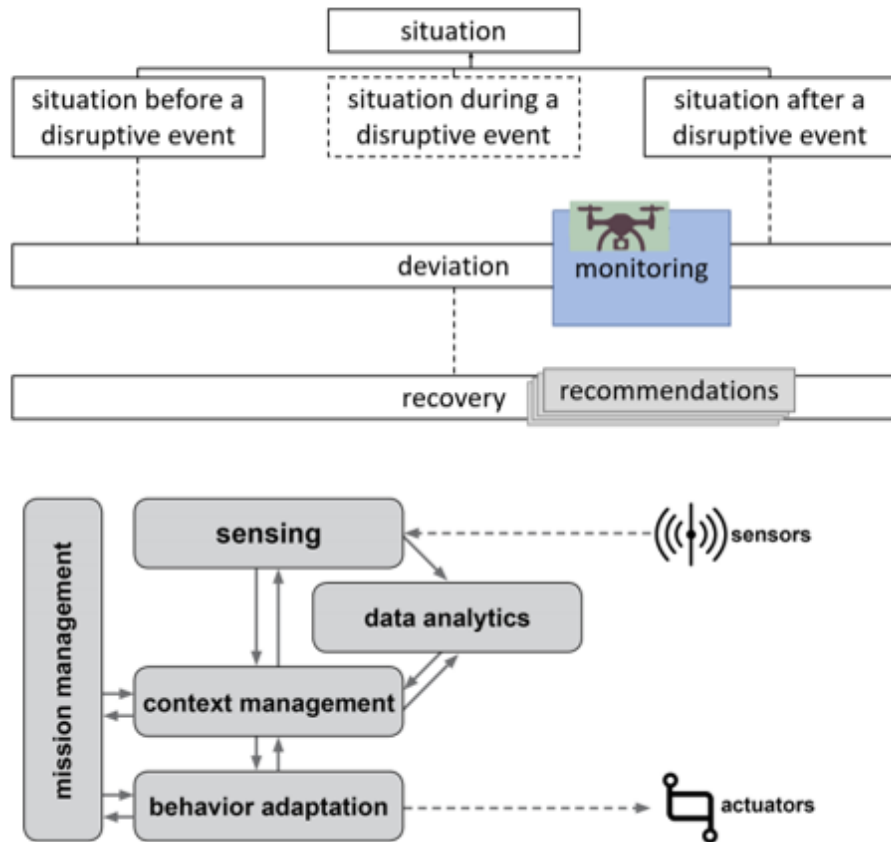 situation
situation before a
disruptive event
situation during a
disruptive event
situation after a
disruptive event
deviation
monitoring
recovery
recommendations
mission management
sensing
sensors
data analytics
context management
behavior adaptation
actuators